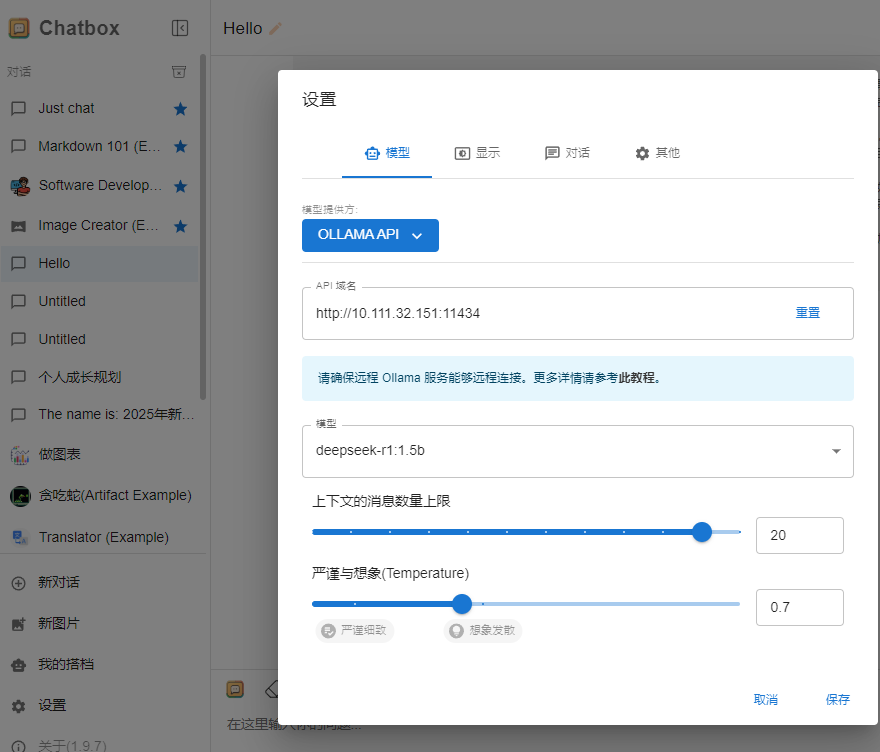 Chatbox
对话
Just chat
Markdown 101 (E...
Software Develop...
Image Creator (E...
Hello
Untitled
Untitled
个人成长规划
The name is: 2025年新...
做图表
贪吃蛇(Artifact Example)
Translator (Example)
新对话
新图片
我的搭档
设置
关于(1.9.7)
Hello
设置
模型
显示
对话
其他
模型提供方:
OLLAMA API
API 域名
http://10.111.32.151:11434
重置
请确保远程 Ollama 服务能够远程连接。更多详情请参考此教程。
模型
deepseek-r1:1.5b
上下文的消息数量上限
20
严谨与想象(Temperature)
0.7
严谨细致
想象发散
取消
保存
在这里输入你的问题...